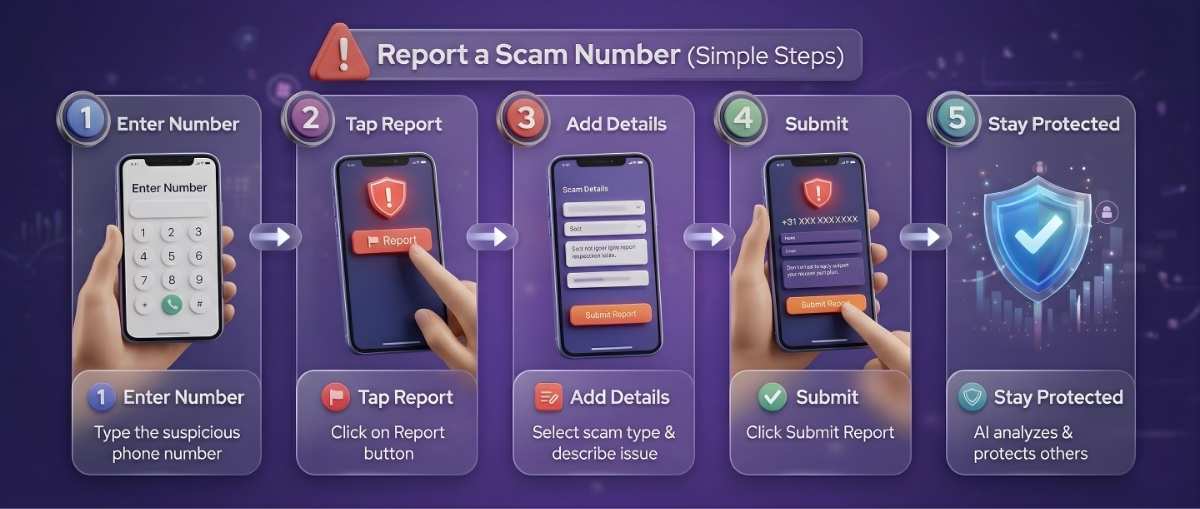 Report a Scam Number (Simple Steps)
1 Enter Number
Enter Number
1 2 3
4 5 6
7 8 9
+ #
1 Enter Number
Type the suspicious
phone number
2 Tap Report
Report
Tap Report
Click on Report
button
3 Add Details
Scam Details
Submit Report
Add Details
Select scam type &
describe issue
4 Submit
+31 XXX XXXXXXX
Submit Report
Submit
Click Submit Report
5 Stay Protected
Stay Protected
AI analyzes &
protects others